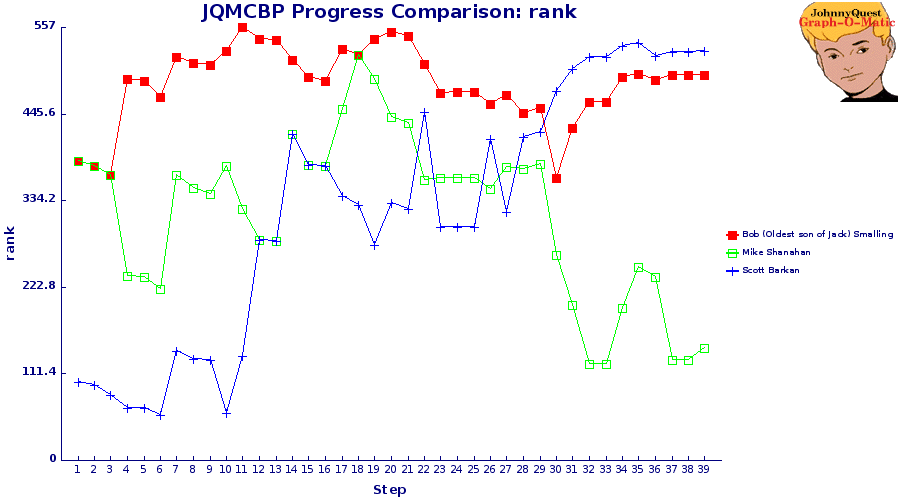 JQMCBP Progress Comparison: rank
JohnnyQuest
Graph-O-Matic
557
445.6
334.2
222.8
111.4
0
rank
1 2 3 4 5 6 7 8 9 10 11 12 13 14 15 16 17 18 19 20 21 22 23 24 25 26 27 28 29 30 31 32 33 34 35 36 37 38 39
Step
Bob (Oldest son of Jack) Smalling
Mike Shanahan
Scott Barkan